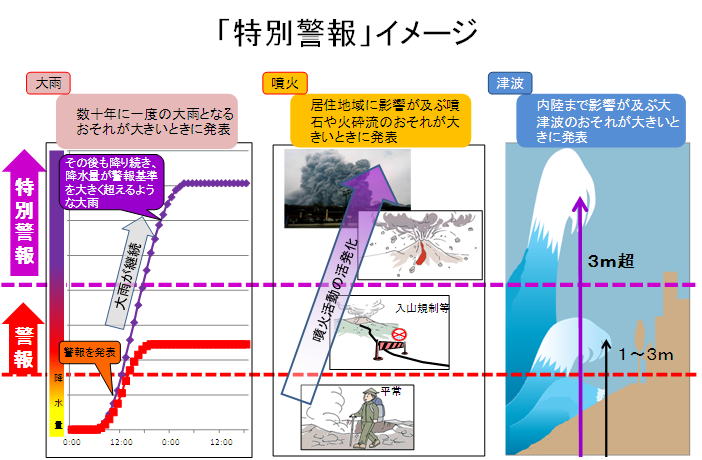 「特別警報」イメージ
大雨
数十年に一度の大雨となる
おそれが大きいときに発表
特別警報
警報
その後も降り続き、
降水量が警報基準
を大きく超えるよう
な大雨
大雨が継続
警報を発表
降水量
0:00
12:00
0:00
12:00
噴火
居住地域に影響が及ぶ噴
石や火砕流のおそれが大
きいときに発表
噴火活動の活発化
入山規制等
平常
津波
内陸まで影響が及ぶ大
津波のおそれが大きいと
きに発表
3m超
1～3m